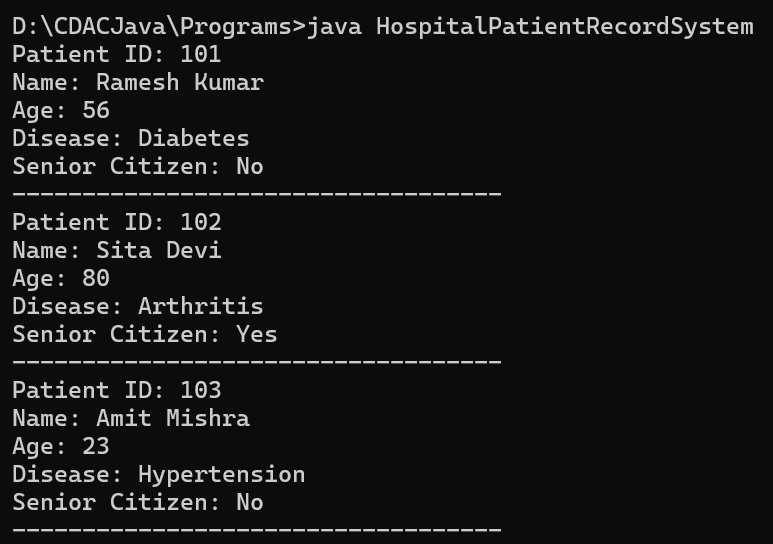 D:\CDACJava\Programs>java HospitalPatientRecordSystem
Patient ID: 101
Name: Ramesh Kumar
Age: 56
Disease: Diabetes
Senior Citizen: No
-----------------------------------
Patient ID: 102
Name: Sita Devi
Age: 80
Disease: Arthritis
Senior Citizen: Yes
-----------------------------------
Patient ID: 103
Name: Amit Mishra
Age: 23
Disease: Hypertension
Senior Citizen: No
-----------------------------------